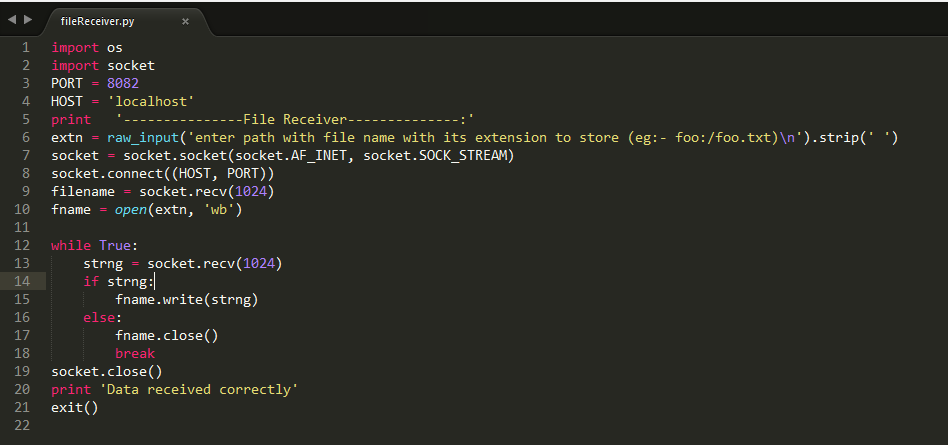 fileReceiver.py ×
1 import os
2 import socket
3 PORT = 8082
4 HOST = 'localhost'
5 print   '---------------File Receiver--------------:'
6 extn = raw_input('enter path with file name with its extension to store (eg:- foo:/foo.txt)\n').strip(' ')
7 socket = socket.socket(socket.AF_INET, socket.SOCK_STREAM)
8 socket.connect((HOST, PORT))
9 filename = socket.recv(1024)
10 fname = open(extn, 'wb')
11
12 while True:
13     strng = socket.recv(1024)
14     if strng:
15         fname.write(strng)
16     else:
17         fname.close()
18         break
19 socket.close()
20 print 'Data received correctly'
21 exit()
22